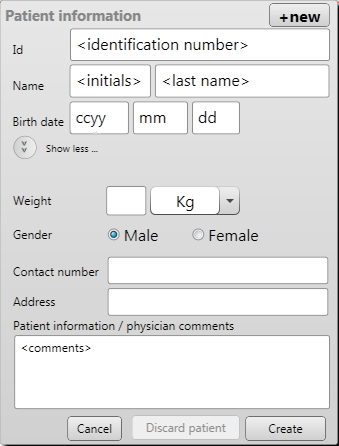 Patient information +new
Id <identification number>
Name <initials> <last name>
Birth date ccyy mm dd
Show less ...
Weight Kg
Gender Male Female
Contact number
Address
Patient information / physician comments
<comments>
Cancel Discard patient Create